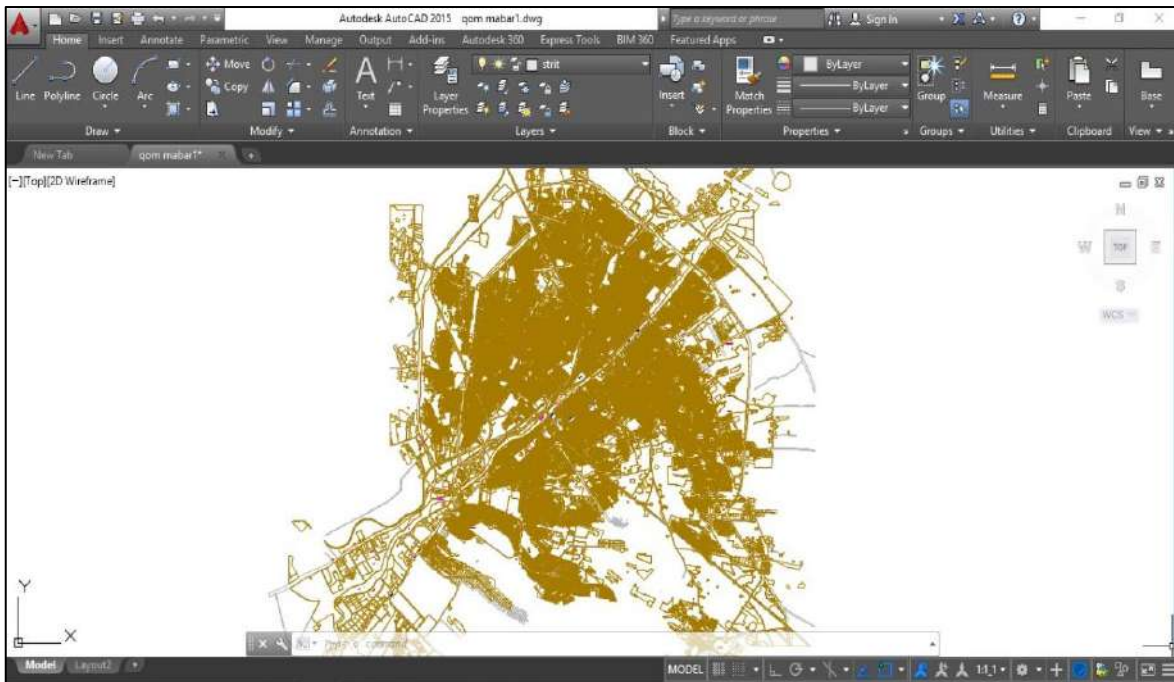 Autodesk AutoCAD 2015 qom mabar1.dwg
Type a keyword or phrase
Sign In
Home Insert Annotate Parametric View Manage Output Add-ins Autodesk 360 Express Tools BIM 360 Featured Apps
Line Polyline Circle Arc
Move
Copy
Text
Layer Properties
strit
Insert
Match Properties
ByLayer
ByLayer
ByLayer
Group
Measure
Paste
Base
Draw Modify Annotation Layers Block Properties Groups Utilities Clipboard View
New Tab qom mabar1*
[-][Top][2D Wireframe]
N
W TOP E
S
WCS
Y
X
Type a command
Model Layout2
MODEL 1:1